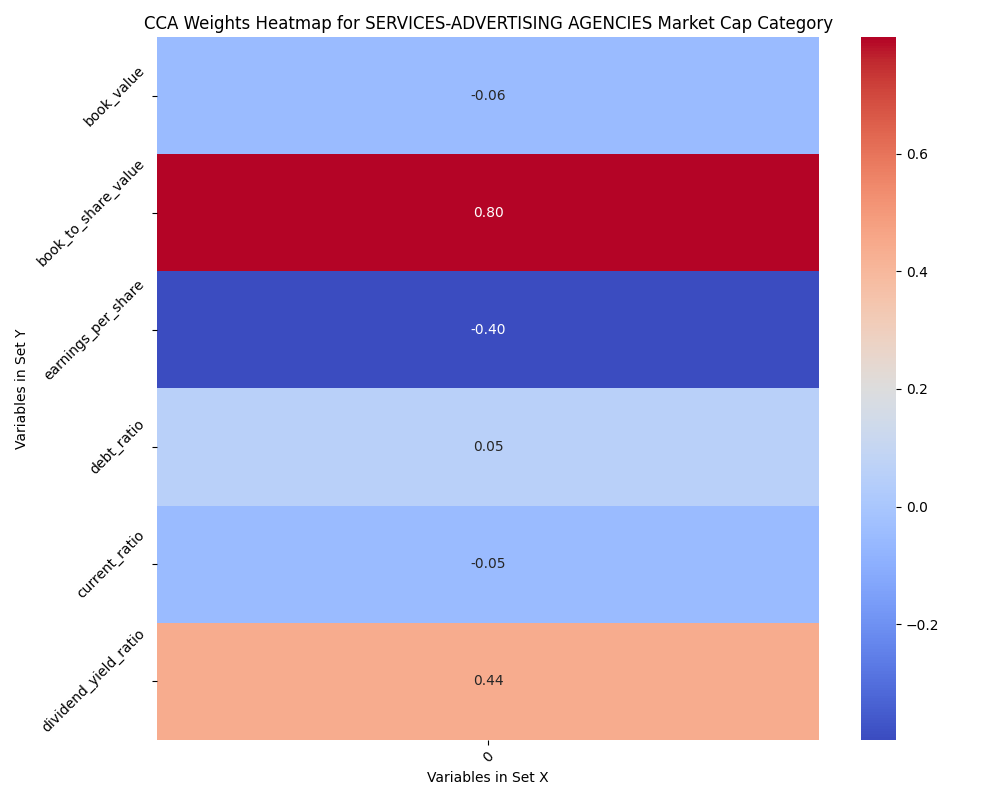 CCA Weights Heatmap for SERVICES-ADVERTISING AGENCIES Market Cap Category
Variables in Set Y
book_value
-0.06
book_to_share_value
0.80
earnings_per_share
-0.40
debt_ratio
0.05
current_ratio
-0.05
dividend_yield_ratio
0.44
0
Variables in Set X
0.6
0.4
0.2
0.0
−0.2